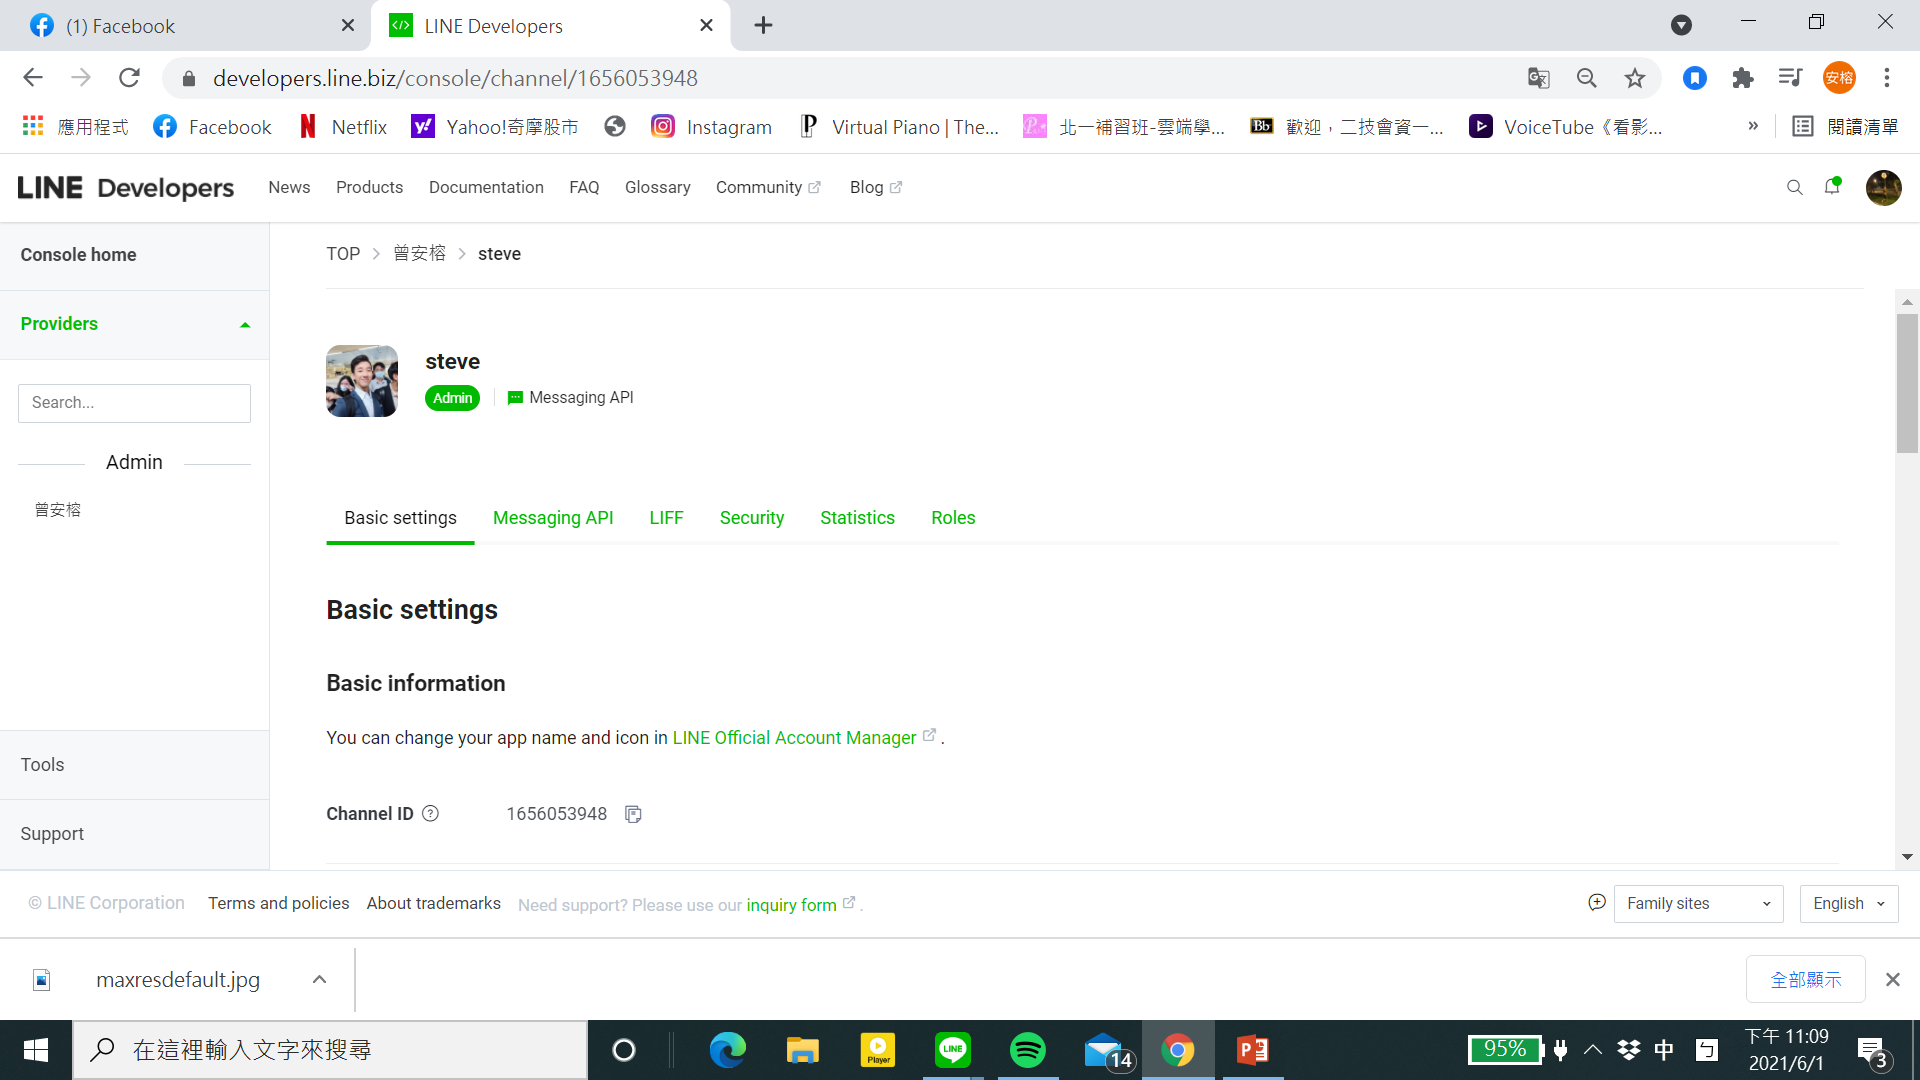 (1) Facebook
LINE Developers
developers.line.biz/console/channel/1656053948
安榕
應用程式
Facebook
Netflix
Yahoo!奇摩股市
Instagram
Virtual Piano | The...
北一補習班-雲端學...
Bb
歡迎，二技會資一...
VoiceTube《看影...
»
閱讀清單
LINE Developers
News
Products
Documentation
FAQ
Glossary
Community
Blog
Console home
TOP > 曾安榕 > steve
Providers
steve
Admin
Messaging API
Search...
Admin
曾安榕
Basic settings
Messaging API
LIFF
Security
Statistics
Roles
Basic settings
Basic information
You can change your app name and icon in LINE Official Account Manager .
Tools
Channel ID ?
1656053948
Support
© LINE Corporation
Terms and policies
About trademarks
Need support? Please use our inquiry form .
Family sites
English
maxresdefault.jpg
全部顯示
在這裡輸入文字來搜尋
Player
LINE
14
95%
中
ㄅ
下午 11:09
2021/6/1
3